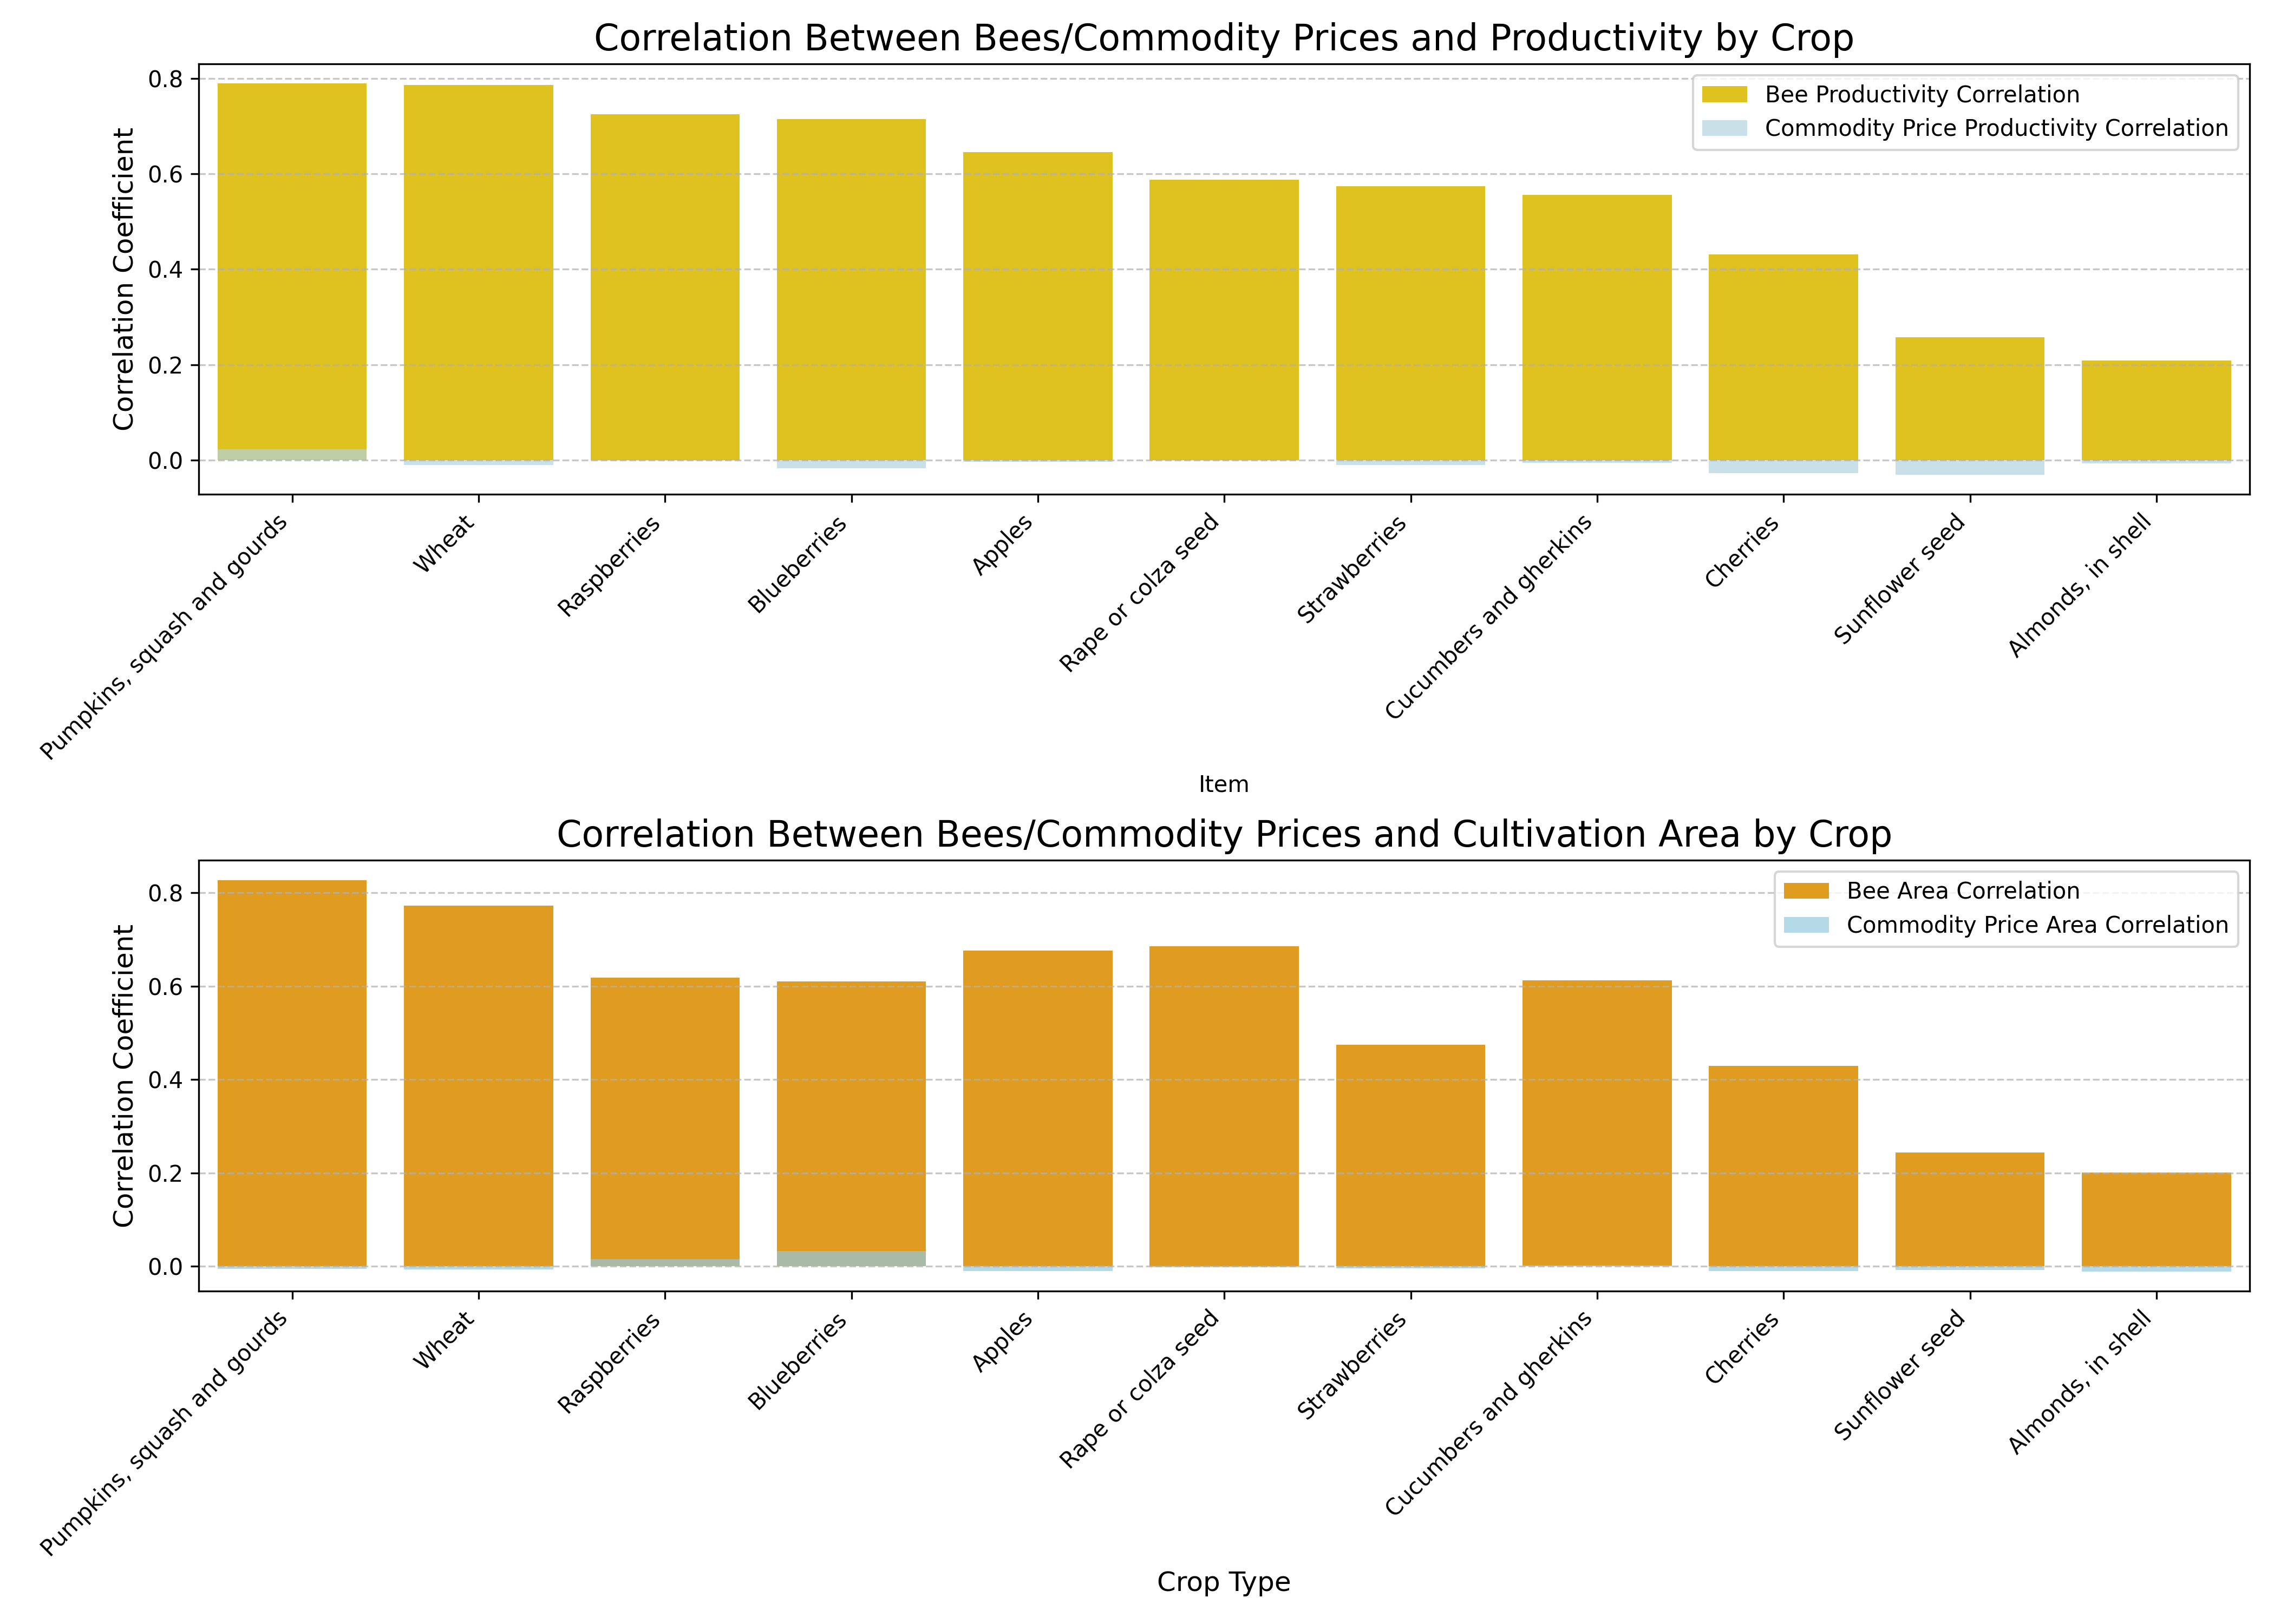 Correlation Between Bees/Commodity Prices and Productivity by Crop
Correlation Coefficient
0.8
0.6
0.4
0.2
0.0
Bee Productivity Correlation
Commodity Price Productivity Correlation
Pumpkins, squash and gourds
Wheat
Raspberries
Blueberries
Apples
Rape or colza seed
Strawberries
Cucumbers and gherkins
Cherries
Sunflower seed
Almonds, in shell
Item
Correlation Between Bees/Commodity Prices and Cultivation Area by Crop
Correlation Coefficient
0.8
0.6
0.4
0.2
0.0
Bee Area Correlation
Commodity Price Area Correlation
Pumpkins, squash and gourds
Wheat
Raspberries
Blueberries
Apples
Rape or colza seed
Strawberries
Cucumbers and gherkins
Cherries
Sunflower seed
Almonds, in shell
Crop Type